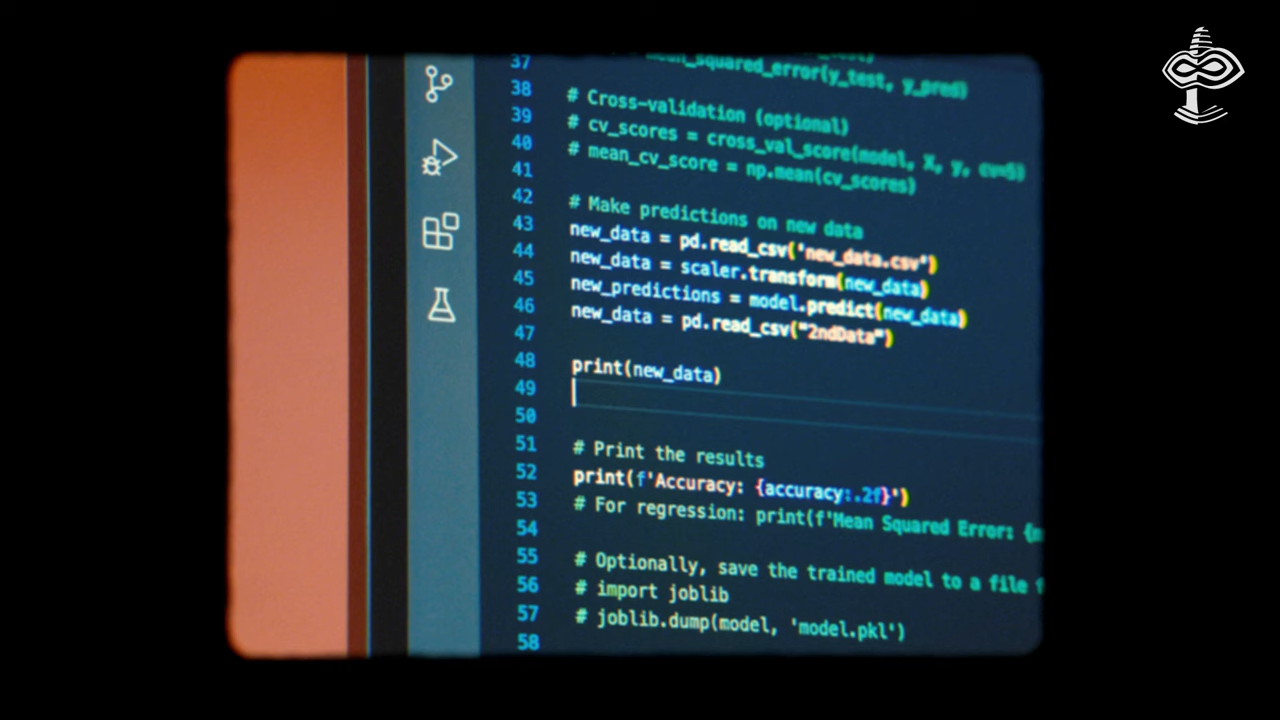 37 mean_squared_error(y_test, y_pred)
38
39 # Cross-validation (optional)
40 # cv_scores = cross_val_score(model, X, y, cv=5)
41 # mean_cv_score = np.mean(cv_scores)
42
43 # Make predictions on new data
44 new_data = pd.read_csv('new_data.csv')
45 new_data = scaler.transform(new_data)
46 new_predictions = model.predict(new_data)
47 new_data = pd.read_csv("2ndData")
48
49 print(new_data)
50
51
52 # Print the results
53 print(f'Accuracy: {accuracy:.2f}')
54 # For regression: print(f'Mean Squared Error: {m
55
56 # Optionally, save the trained model to a file f
57 # import joblib
58 # joblib.dump(model, 'model.pkl')